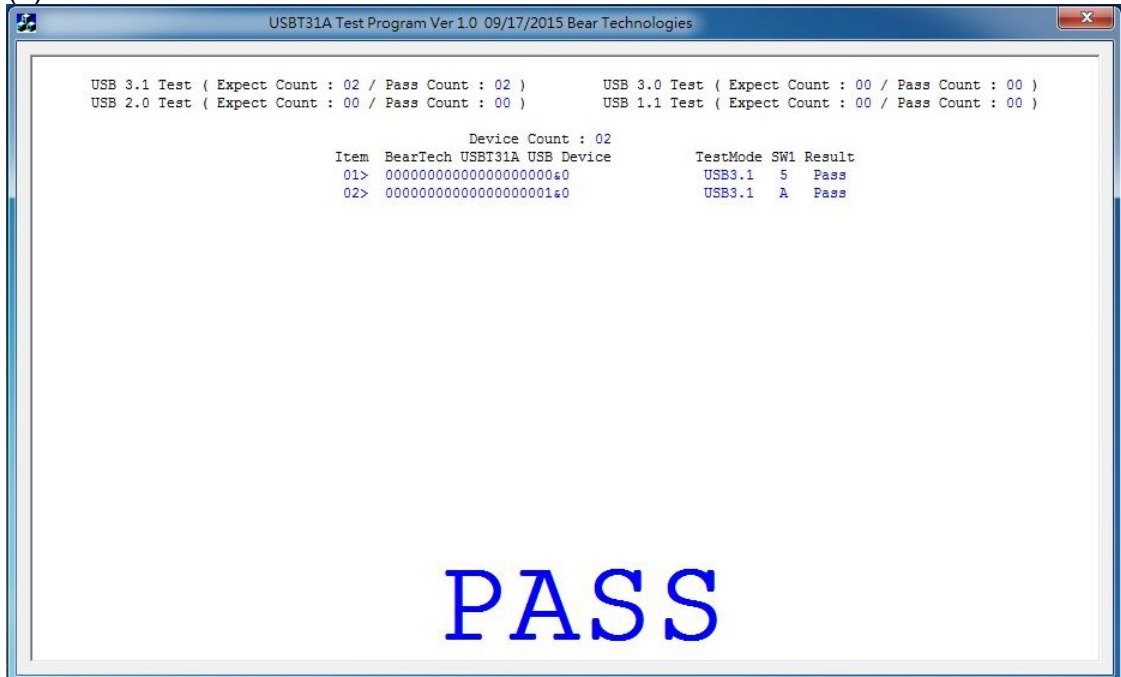 USBT31A Test Program Ver 1.0 09/17/2015 Bear Technologies
USB 3.1 Test ( Expect Count : 02 / Pass Count : 02 ) USB 3.0 Test ( Expect Count : 00 / Pass Count : 00 )
USB 2.0 Test ( Expect Count : 00 / Pass Count : 00 ) USB 1.1 Test ( Expect Count : 00 / Pass Count : 00 )
Device Count : 02
Item BearTech USBT31A USB Device TestMode SW1 Result
01> 00000000000000000000&0 USB3.1 5 Pass
02> 00000000000000000001&0 USB3.1 A Pass
PASS